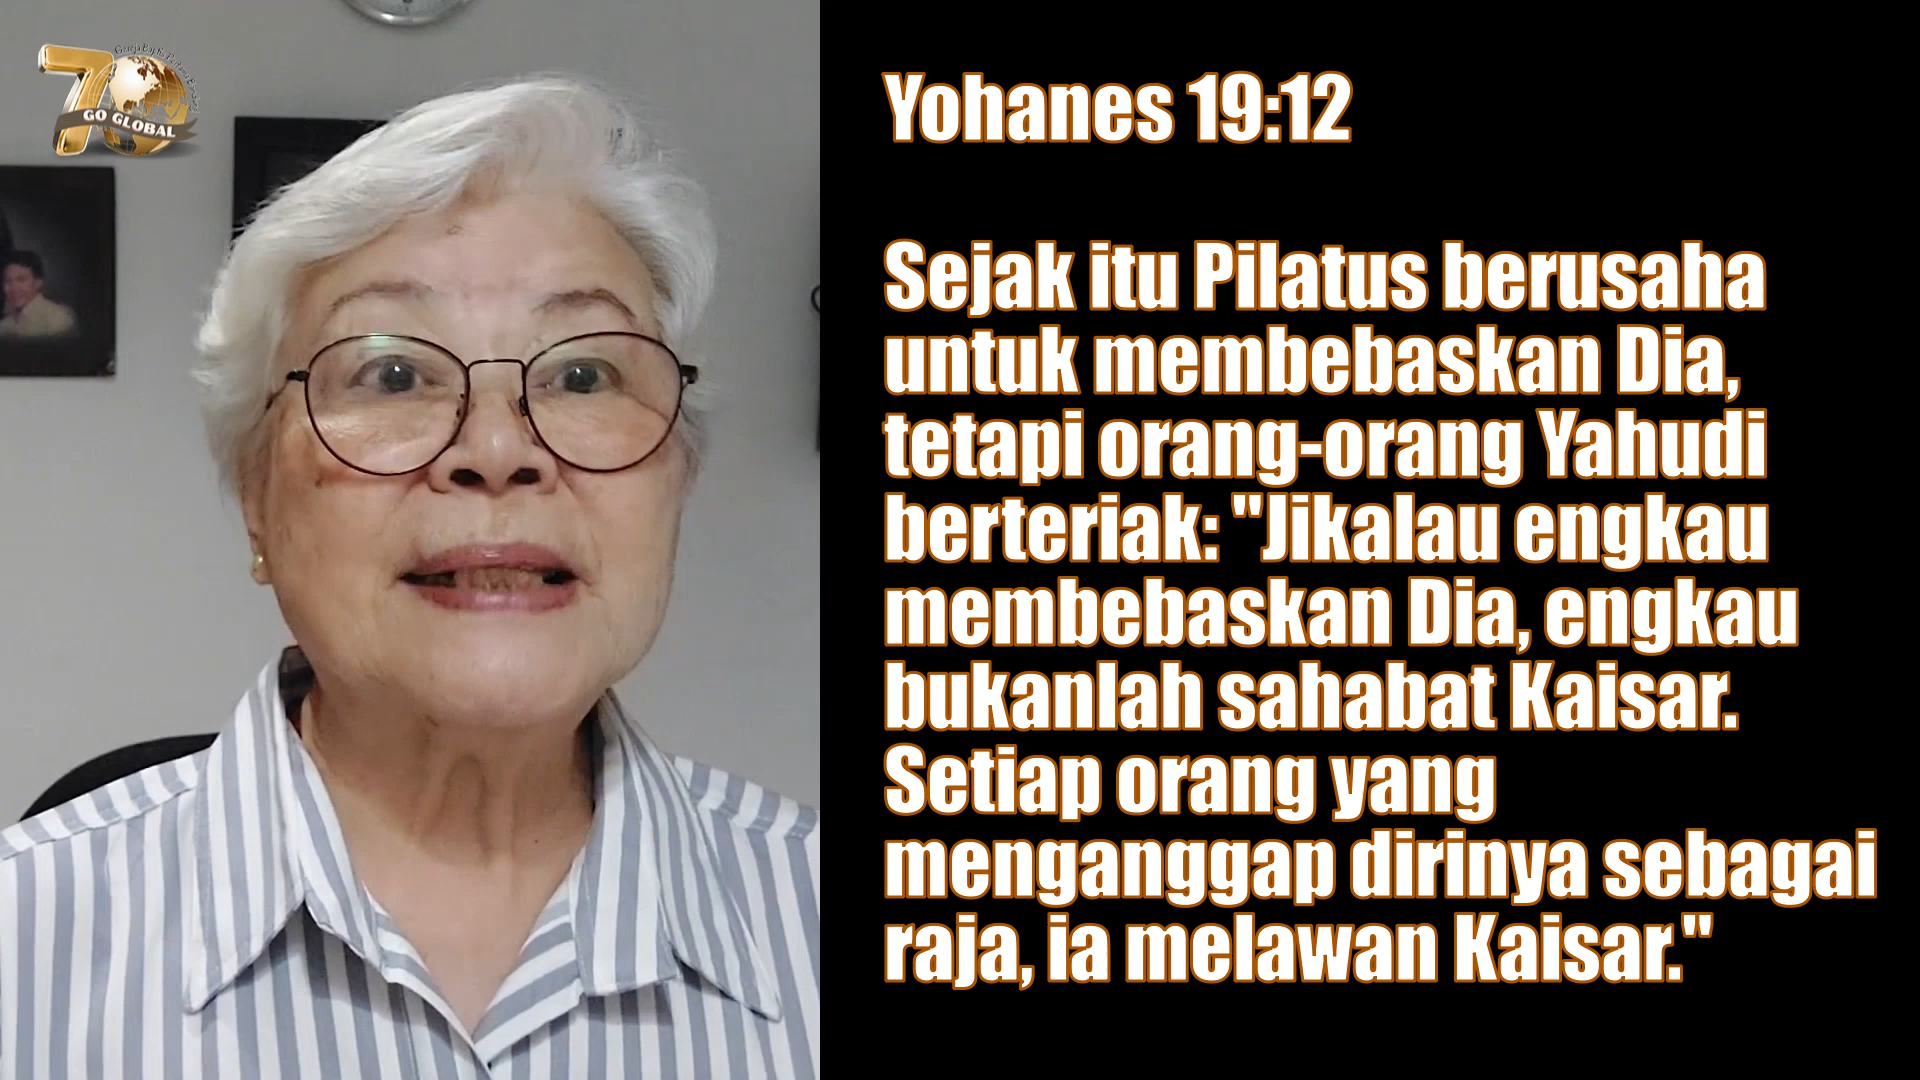 70
GO GLOBAL
Yohanes 19:12
Sejak itu Pilatus berusaha
untuk membebaskan Dia,
tetapi orang-orang Yahudi
berteriak: "Jikalau engkau
membebaskan Dia, engkau
bukanlah sahabat Kaisar.
Setiap orang yang
menganggap dirinya sebagai
raja, ia melawan Kaisar."